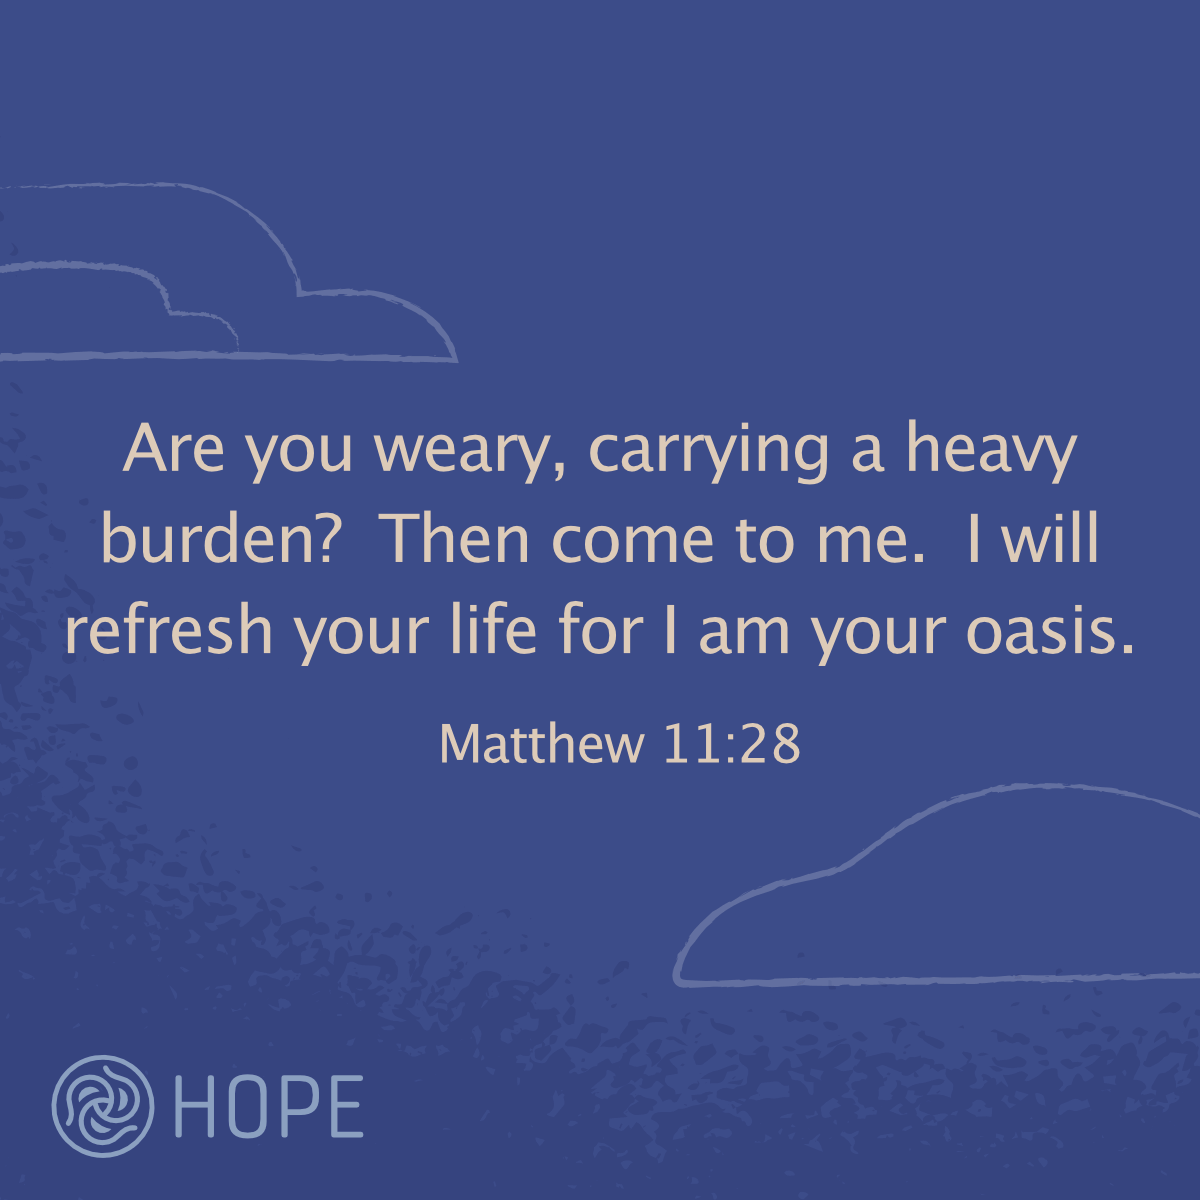 Are you weary, carrying a heavy
burden?  Then come to me.  I will
refresh your life for I am your oasis.
Matthew 11:28
HOPE